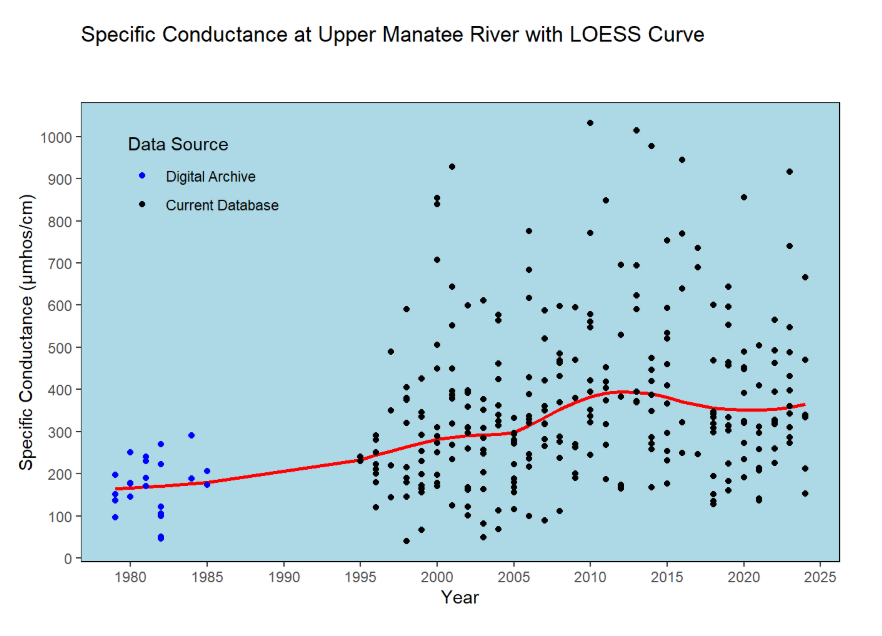 Specific Conductance at Upper Manatee River with LOESS Curve
Data Source
Digital Archive
Current Database
Specific Conductance (μmhos/cm)
1000
900
800
700
600
500
400
300
200
100
0
1980 1985 1990 1995 2000 2005 2010 2015 2020 2025
Year